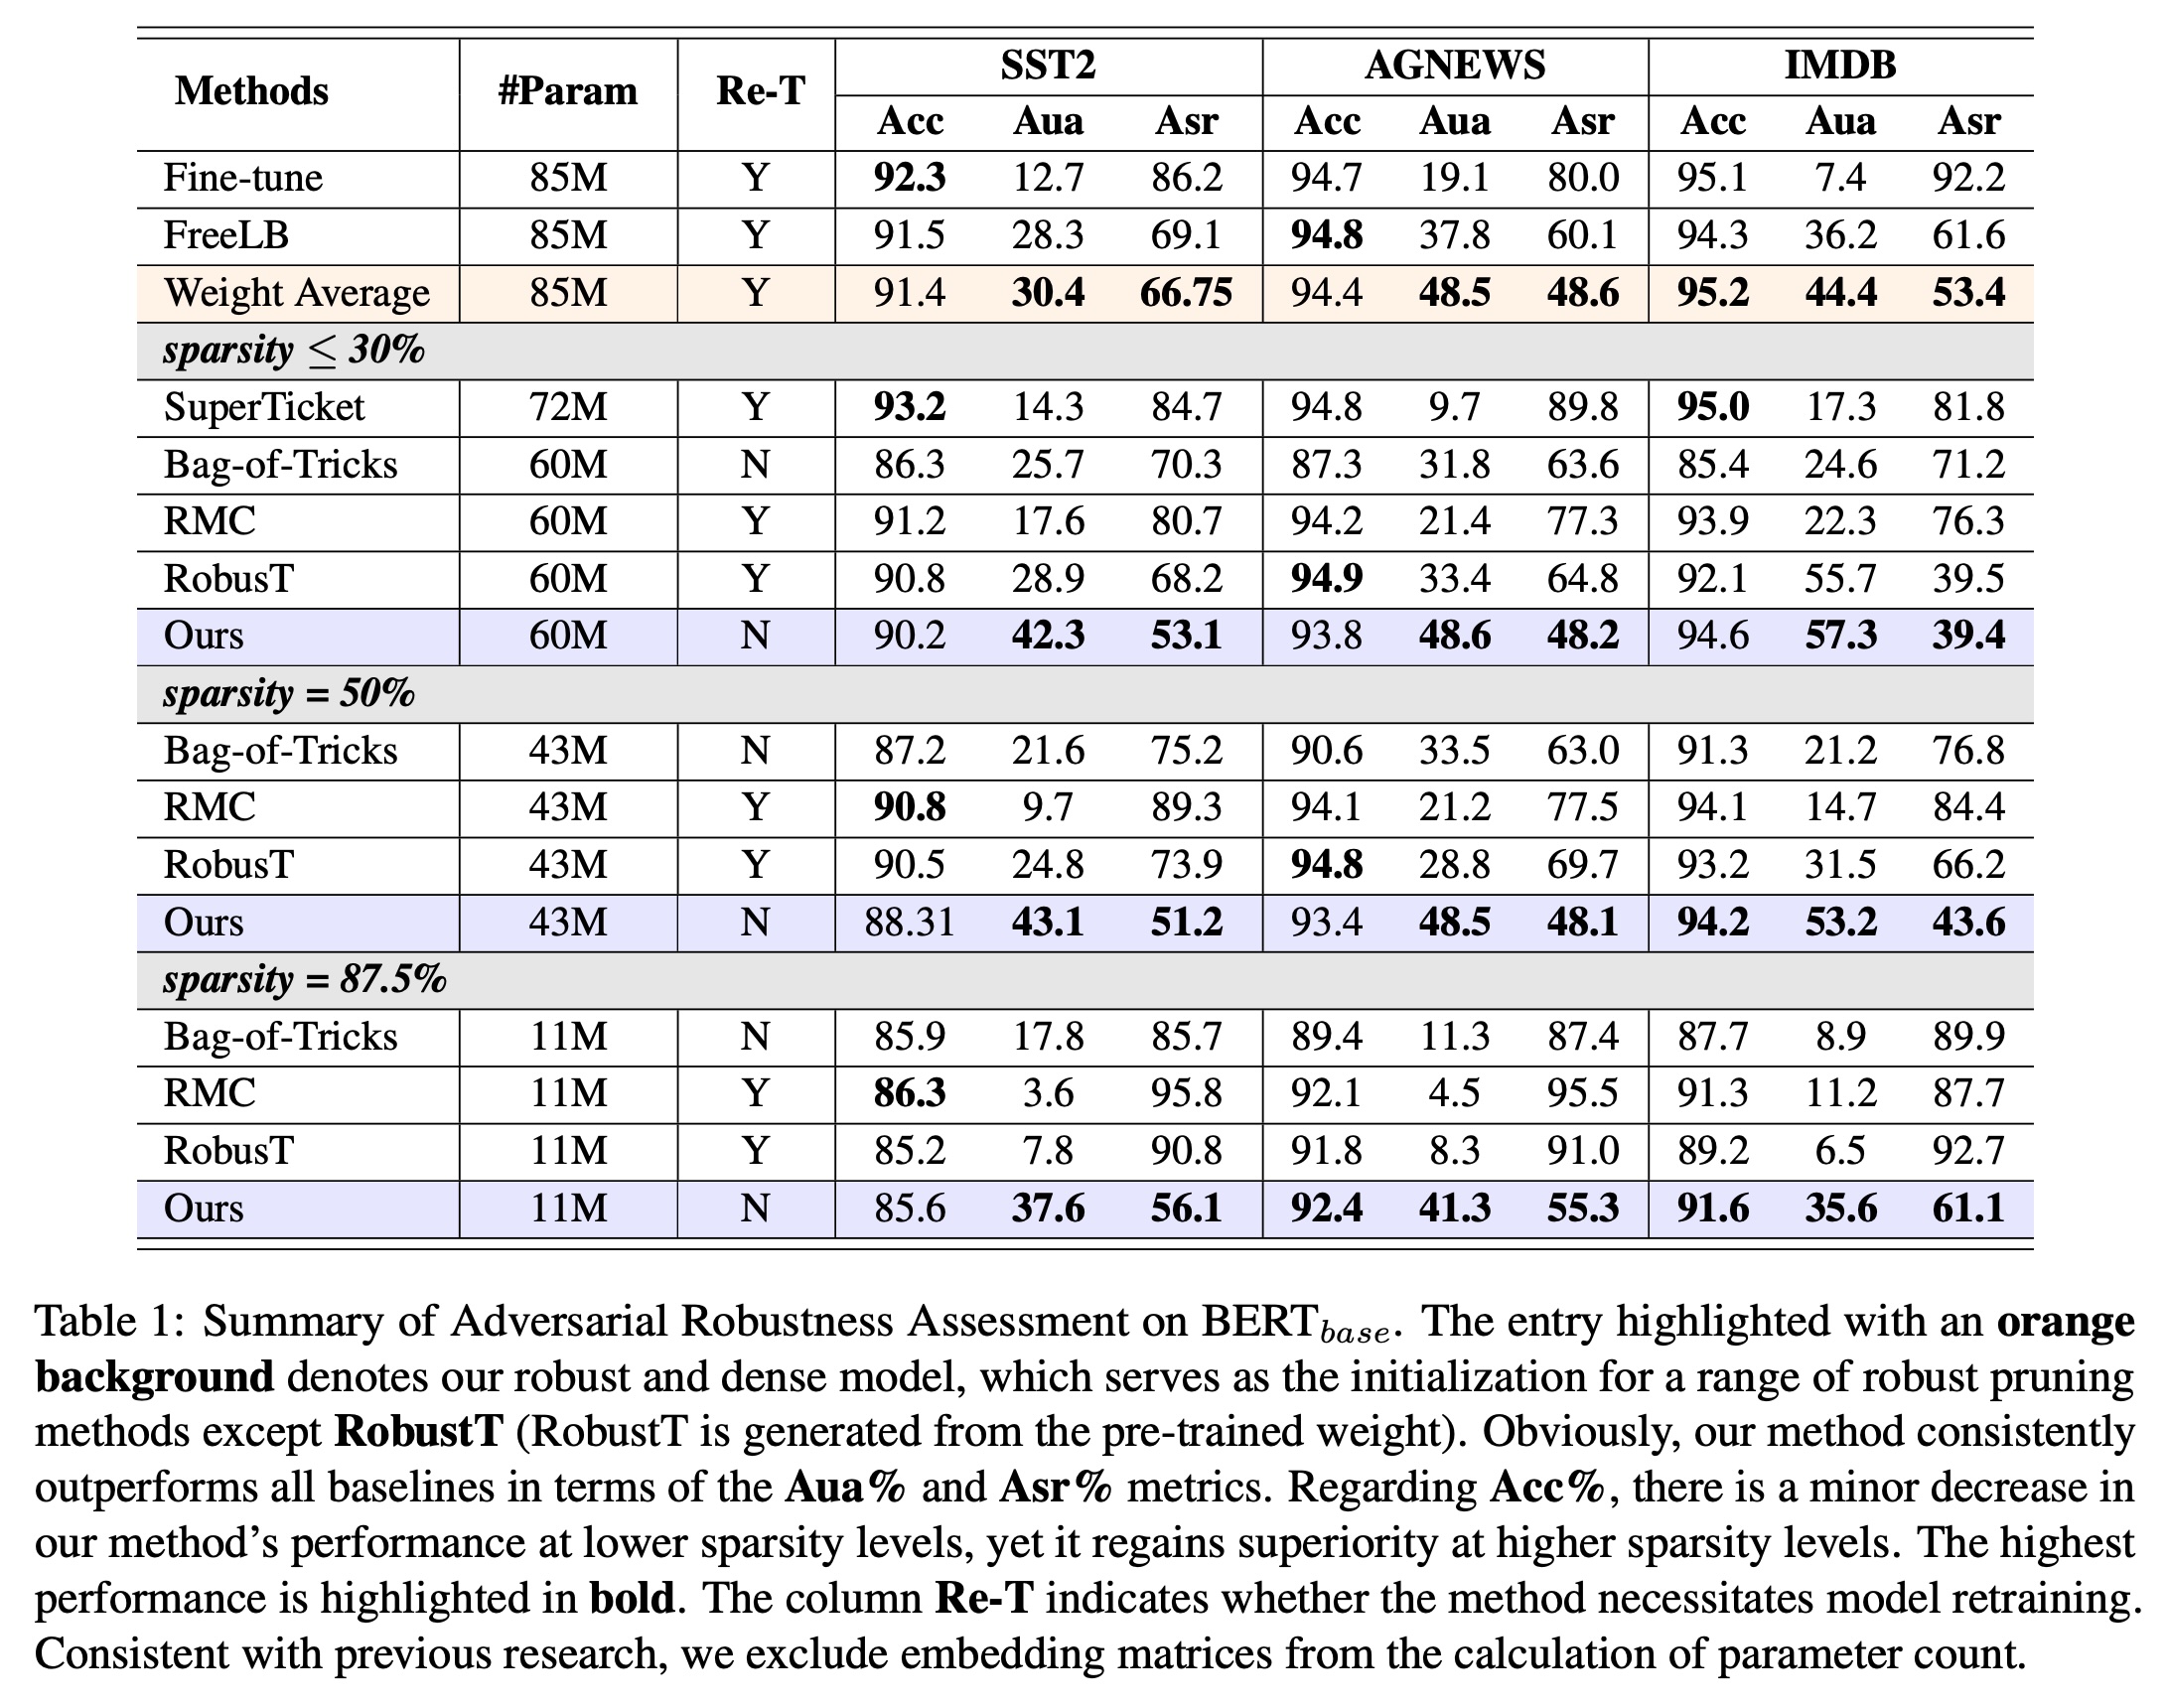 Methods #Param Re-T SST2 AGNEWS IMDB
Acc Aua Asr Acc Aua Asr Acc Aua Asr
Fine-tune 85M Y 92.3 12.7 86.2 94.7 19.1 80.0 95.1 7.4 92.2
FreeLB 85M Y 91.5 28.3 69.1 94.8 37.8 60.1 94.3 36.2 61.6
Weight Average 85M Y 91.4 30.4 66.75 94.4 48.5 48.6 95.2 44.4 53.4
sparsity ≤ 30%
SuperTicket 72M Y 93.2 14.3 84.7 94.8 9.7 89.8 95.0 17.3 81.8
Bag-of-Tricks 60M N 86.3 25.7 70.3 87.3 31.8 63.6 85.4 24.6 71.2
RMC 60M Y 91.2 17.6 80.7 94.2 21.4 77.3 93.9 22.3 76.3
RobusT 60M Y 90.8 28.9 68.2 94.9 33.4 64.8 92.1 55.7 39.5
Ours 60M N 90.2 42.3 53.1 93.8 48.6 48.2 94.6 57.3 39.4
sparsity = 50%
Bag-of-Tricks 43M N 87.2 21.6 75.2 90.6 33.5 63.0 91.3 21.2 76.8
RMC 43M Y 90.8 9.7 89.3 94.1 21.2 77.5 94.1 14.7 84.4
RobusT 43M Y 90.5 24.8 73.9 94.8 28.8 69.7 93.2 31.5 66.2
Ours 43M N 88.31 43.1 51.2 93.4 48.5 48.1 94.2 53.2 43.6
sparsity = 87.5%
Bag-of-Tricks 11M N 85.9 17.8 85.7 89.4 11.3 87.4 87.7 8.9 89.9
RMC 11M Y 86.3 3.6 95.8 92.1 4.5 95.5 91.3 11.2 87.7
RobusT 11M Y 85.2 7.8 90.8 91.8 8.3 91.0 89.2 6.5 92.7
Ours 11M N 85.6 37.6 56.1 92.4 41.3 55.3 91.6 35.6 61.1
Table 1: Summary of Adversarial Robustness Assessment on BERTbase. The entry highlighted with an orange
background denotes our robust and dense model, which serves as the initialization for a range of robust pruning
methods except RobustT (RobustT is generated from the pre-trained weight). Obviously, our method consistently
outperforms all baselines in terms of the Aua% and Asr% metrics. Regarding Acc%, there is a minor decrease in
our method's performance at lower sparsity levels, yet it regains superiority at higher sparsity levels. The highest
performance is highlighted in bold. The column Re-T indicates whether the method necessitates model retraining.
Consistent with previous research, we exclude embedding matrices from the calculation of parameter count.